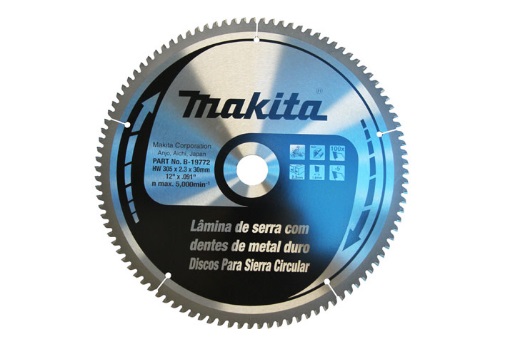 Makita
Makita Corporation
Anjo, Aichi, Japan
PART No. B-19772
HW 305 x 2,3 x 30mm
12" x .091"
n max. 5,000min⁻¹
100x
Lâmina de serra com
dentes de metal duro
Discos Para Sierra Circular